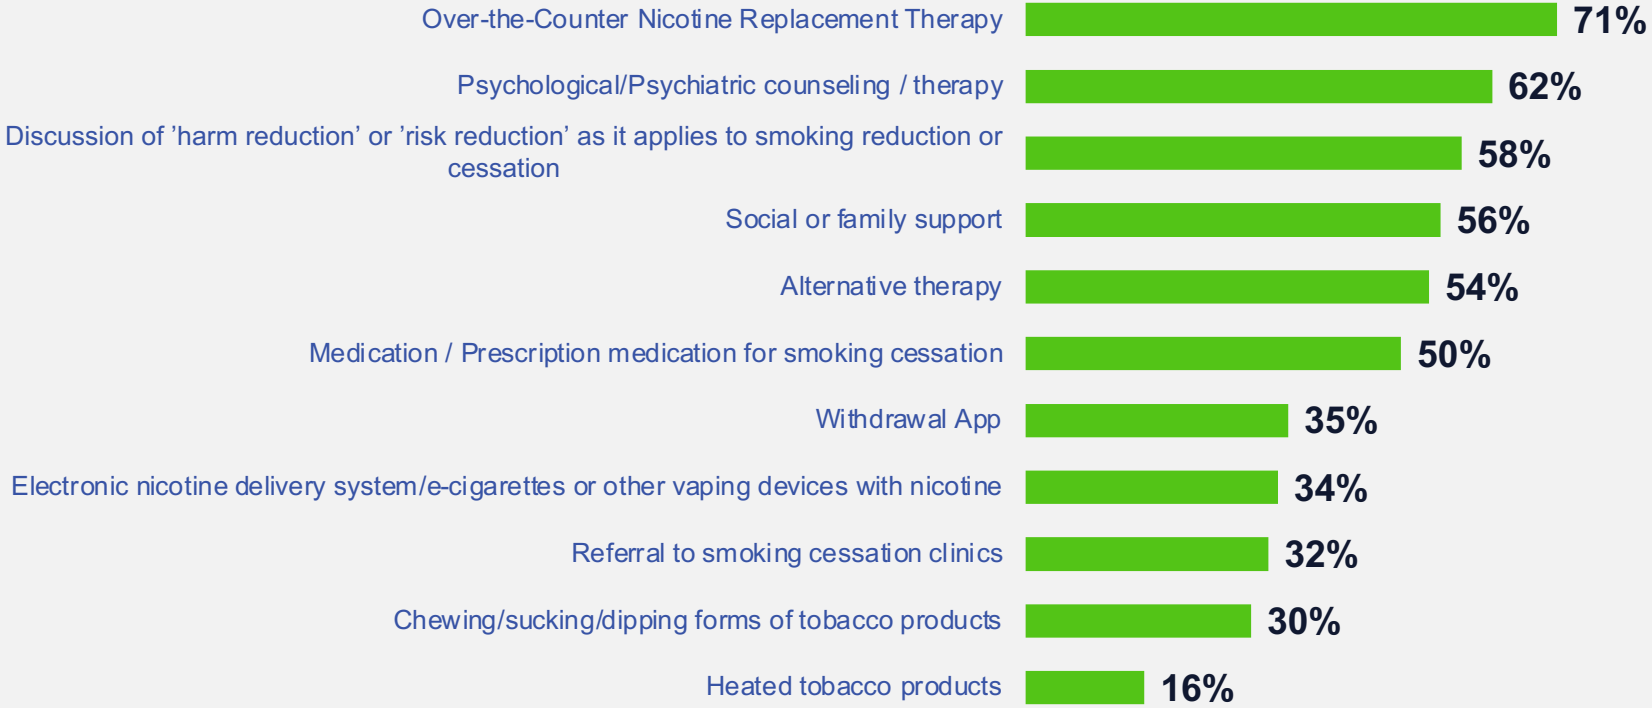 Over-the-Counter Nicotine Replacement Therapy 71%
Psychological/Psychiatric counseling / therapy 62%
Discussion of ’harm reduction’ or ’risk reduction’ as it applies to smoking reduction or
cessation 58%
Social or family support 56%
Alternative therapy 54%
Medication / Prescription medication for smoking cessation 50%
Withdrawal App 35%
Electronic nicotine delivery system/e-cigarettes or other vaping devices with nicotine 34%
Referral to smoking cessation clinics 32%
Chewing/sucking/dipping forms of tobacco products 30%
Heated tobacco products 16%